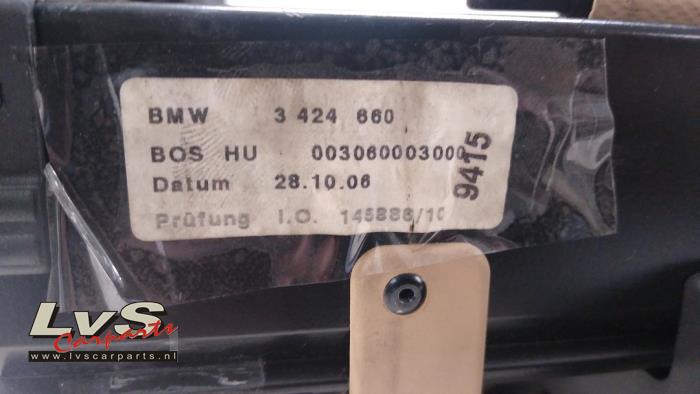 BMW 3 424 660
BOS HU 003060003000
Datum 28.10.06
Prüfung I.O. 145886/10
9415
LvS
Carparts
www.lvscarparts.nl